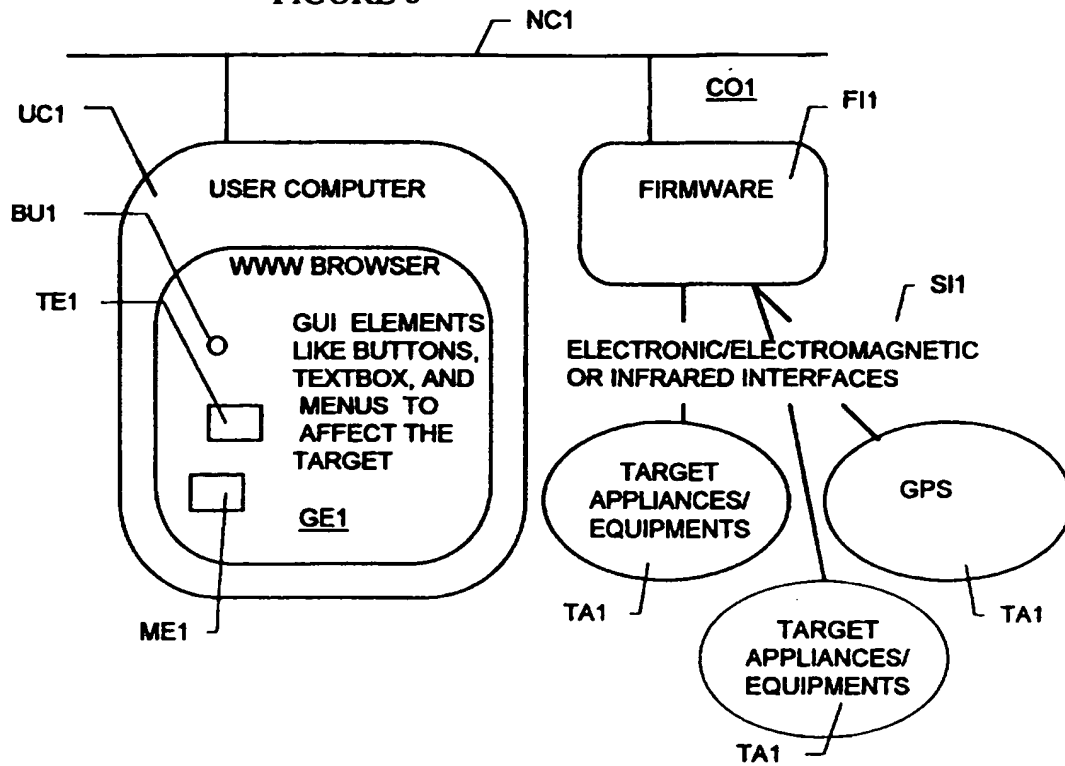 NC1
CO1
FI1
UC1
USER COMPUTER
FIRMWARE
BU1
WWW BROWSER
TE1
SI1
GUI ELEMENTS
LIKE BUTTONS,
TEXTBOX, AND
MENUS TO
AFFECT THE
TARGET
ELECTRONIC/ELECTROMAGNETIC
OR INFRARED INTERFACES
TARGET
APPLIANCES/
EQUIPMENTS
GPS
GE1
ME1
TA1
TA1
TARGET
APPLIANCES/
EQUIPMENTS
TA1